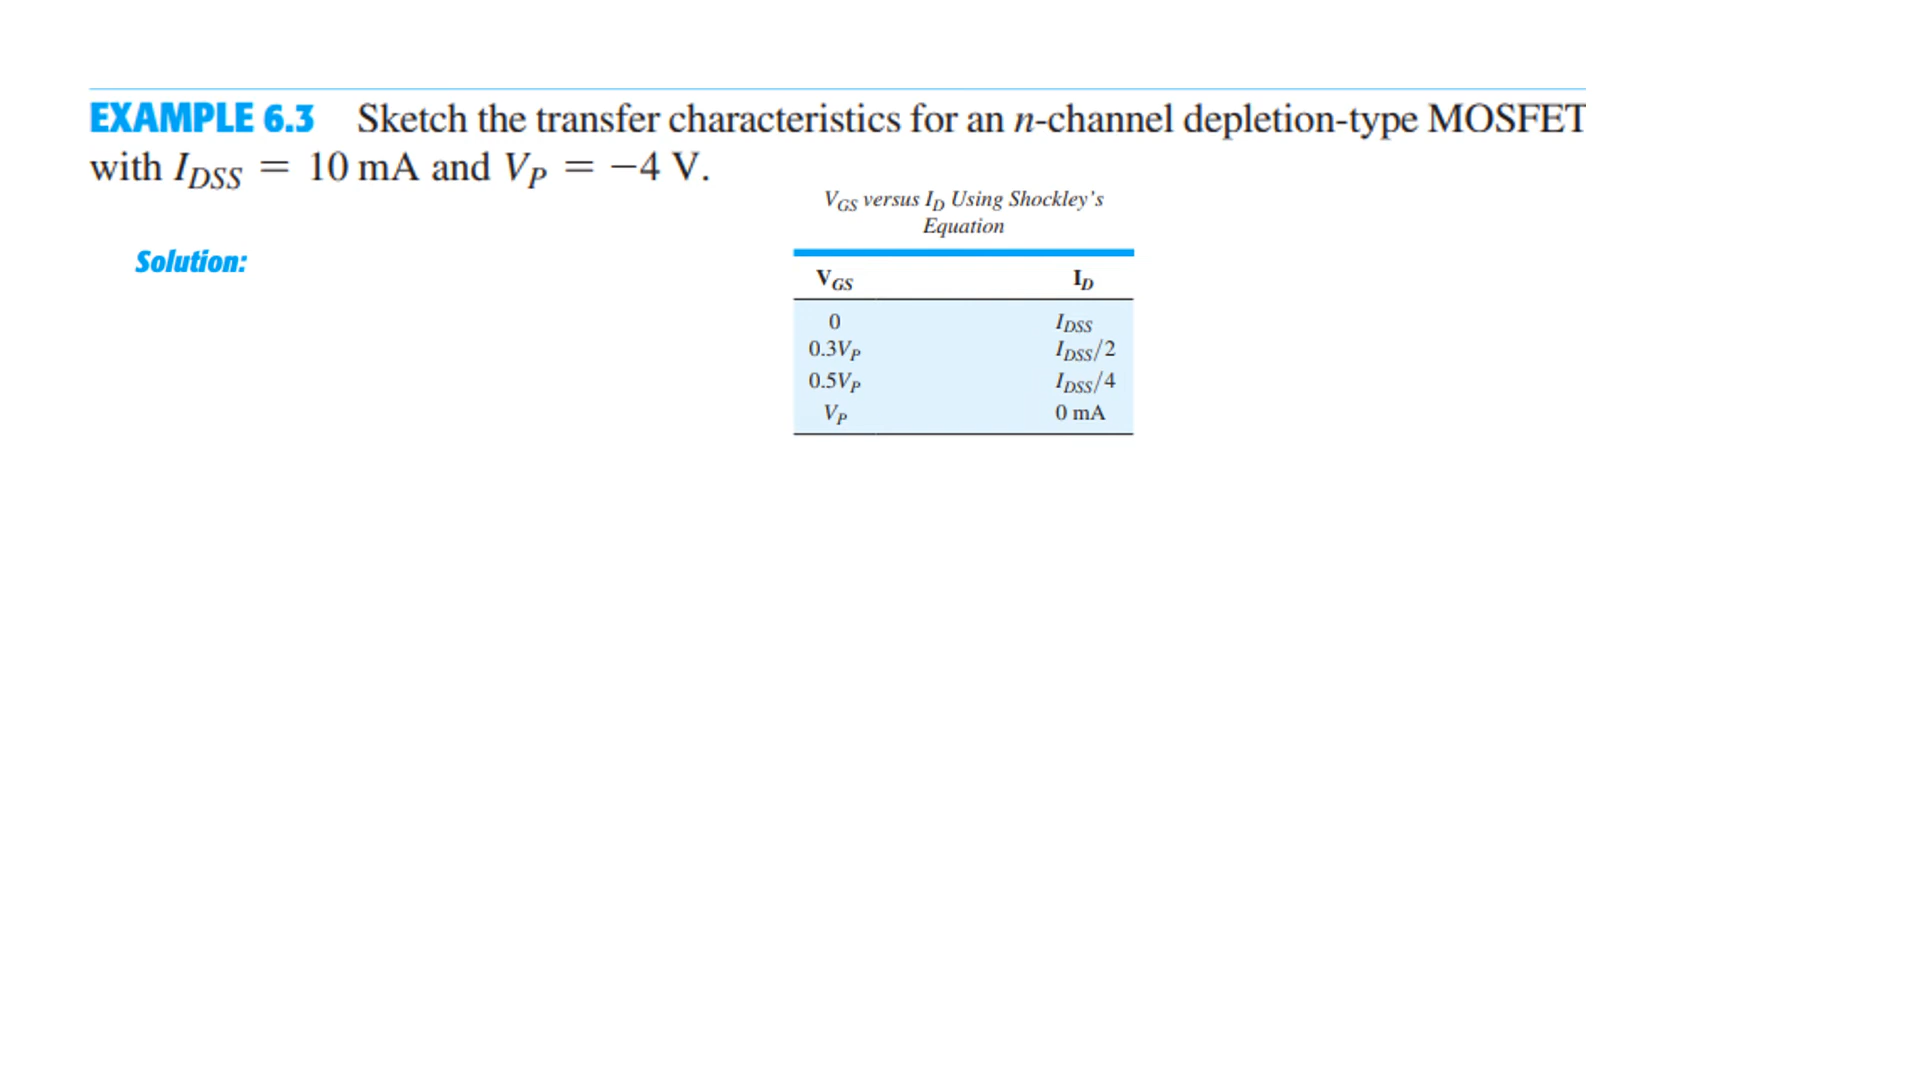 EXAMPLE 6.3 Sketch the transfer characteristics for an n-channel depletion-type MOSFET
with IDSS = 10 mA and VP = −4 V.
VGS versus ID Using Shockley's
Equation
Solution:
VGS ID
0 IDSS
0.3VP IDSS/2
0.5VP IDSS/4
VP 0 mA